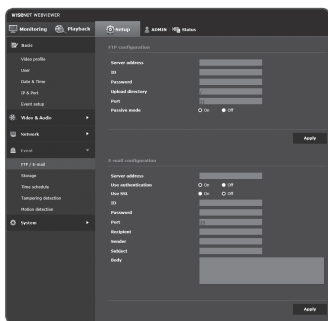 WISENET WEBVIEWER
Monitoring
Playback
Setup
ADMIN
Status
Basic
Video profile
User
Date & Time
IP & Port
Event setup
Video & Audio
Network
Event
FTP / E-mail
Storage
Time schedule
Tampering detection
Motion detection
System
FTP configuration
Server address
ID
Password
Upload directory
Port
Passive mode
On Off
Apply
E-mail configuration
Server address
Use authentication
On Off
Use SSL
On Off
ID
Password
Port
Recipient
Sender
Subject
Body
Apply